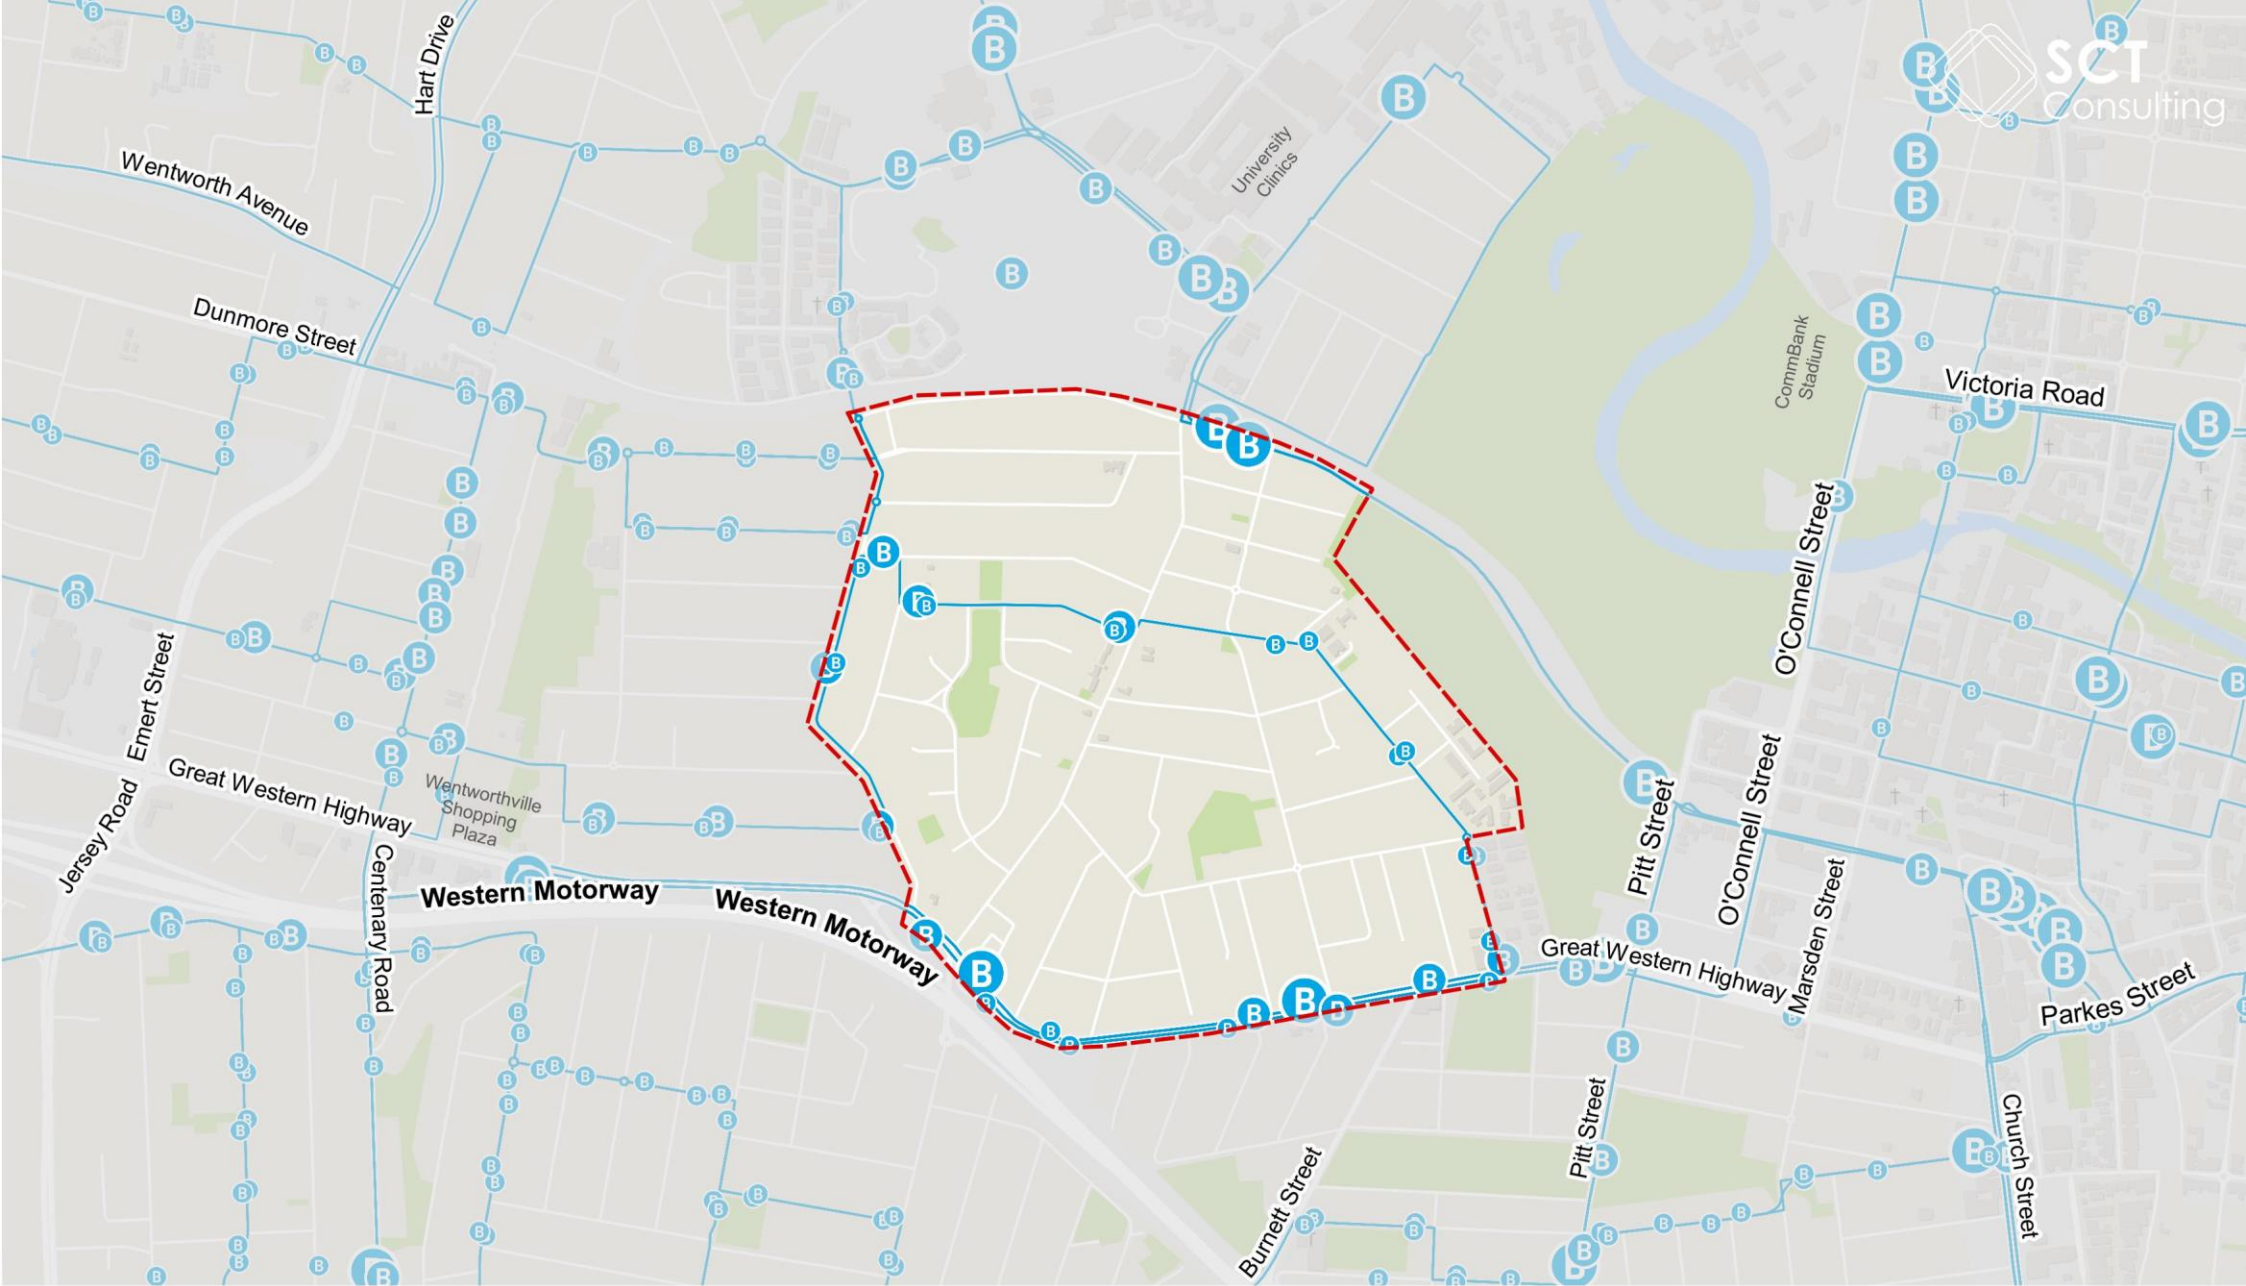 Hart Drive
SCT
Consulting
University
Clinics
Wentworth Avenue
Dunmore Street
CommBank
Stadium
Victoria Road
O'Connell Street
Emert Street
Great Western Highway
Wentworthville
Shopping
Plaza
Jersey Road
Centenary Road
Western Motorway
Western Motorway
Pitt Street
O'Connell Street
Marsden Street
Great Western Highway
Parkes Street
Pitt Street
Burnett Street
Church Street
B